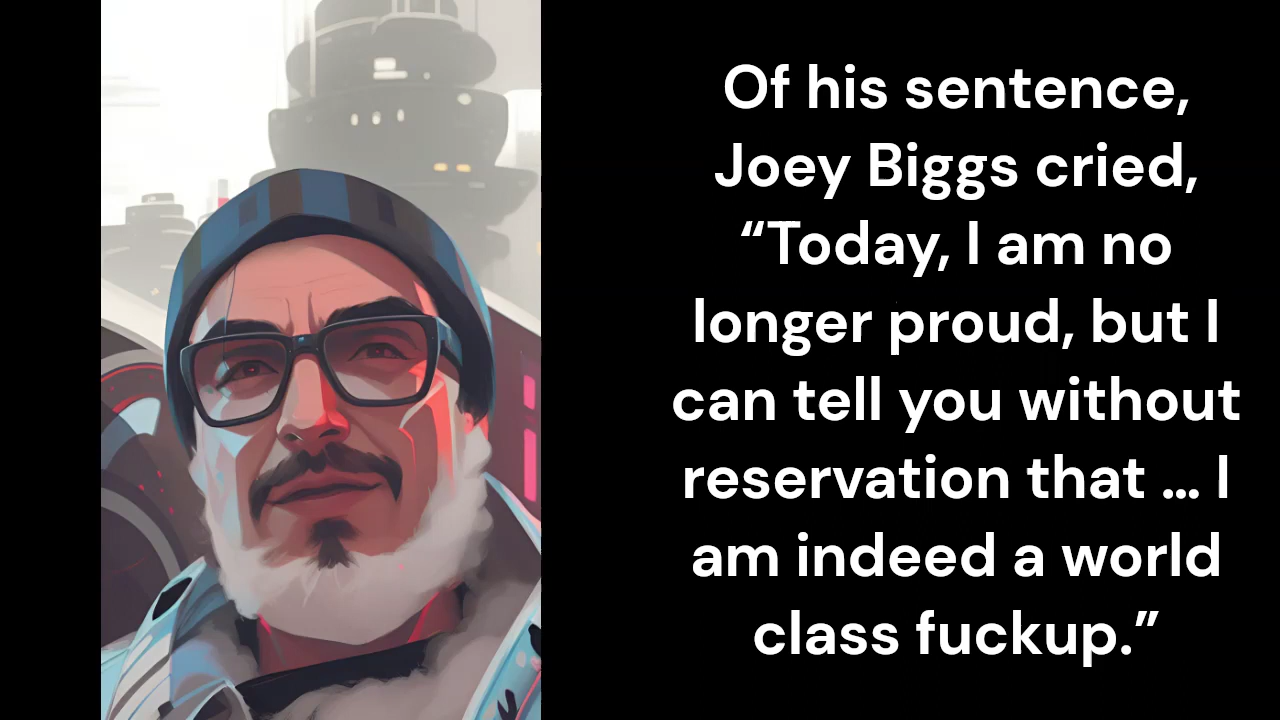 Of his sentence,
Joey Biggs cried,
“Today, I am no
longer proud, but I
can tell you without
reservation that ... I
am indeed a world
class fuckup.”